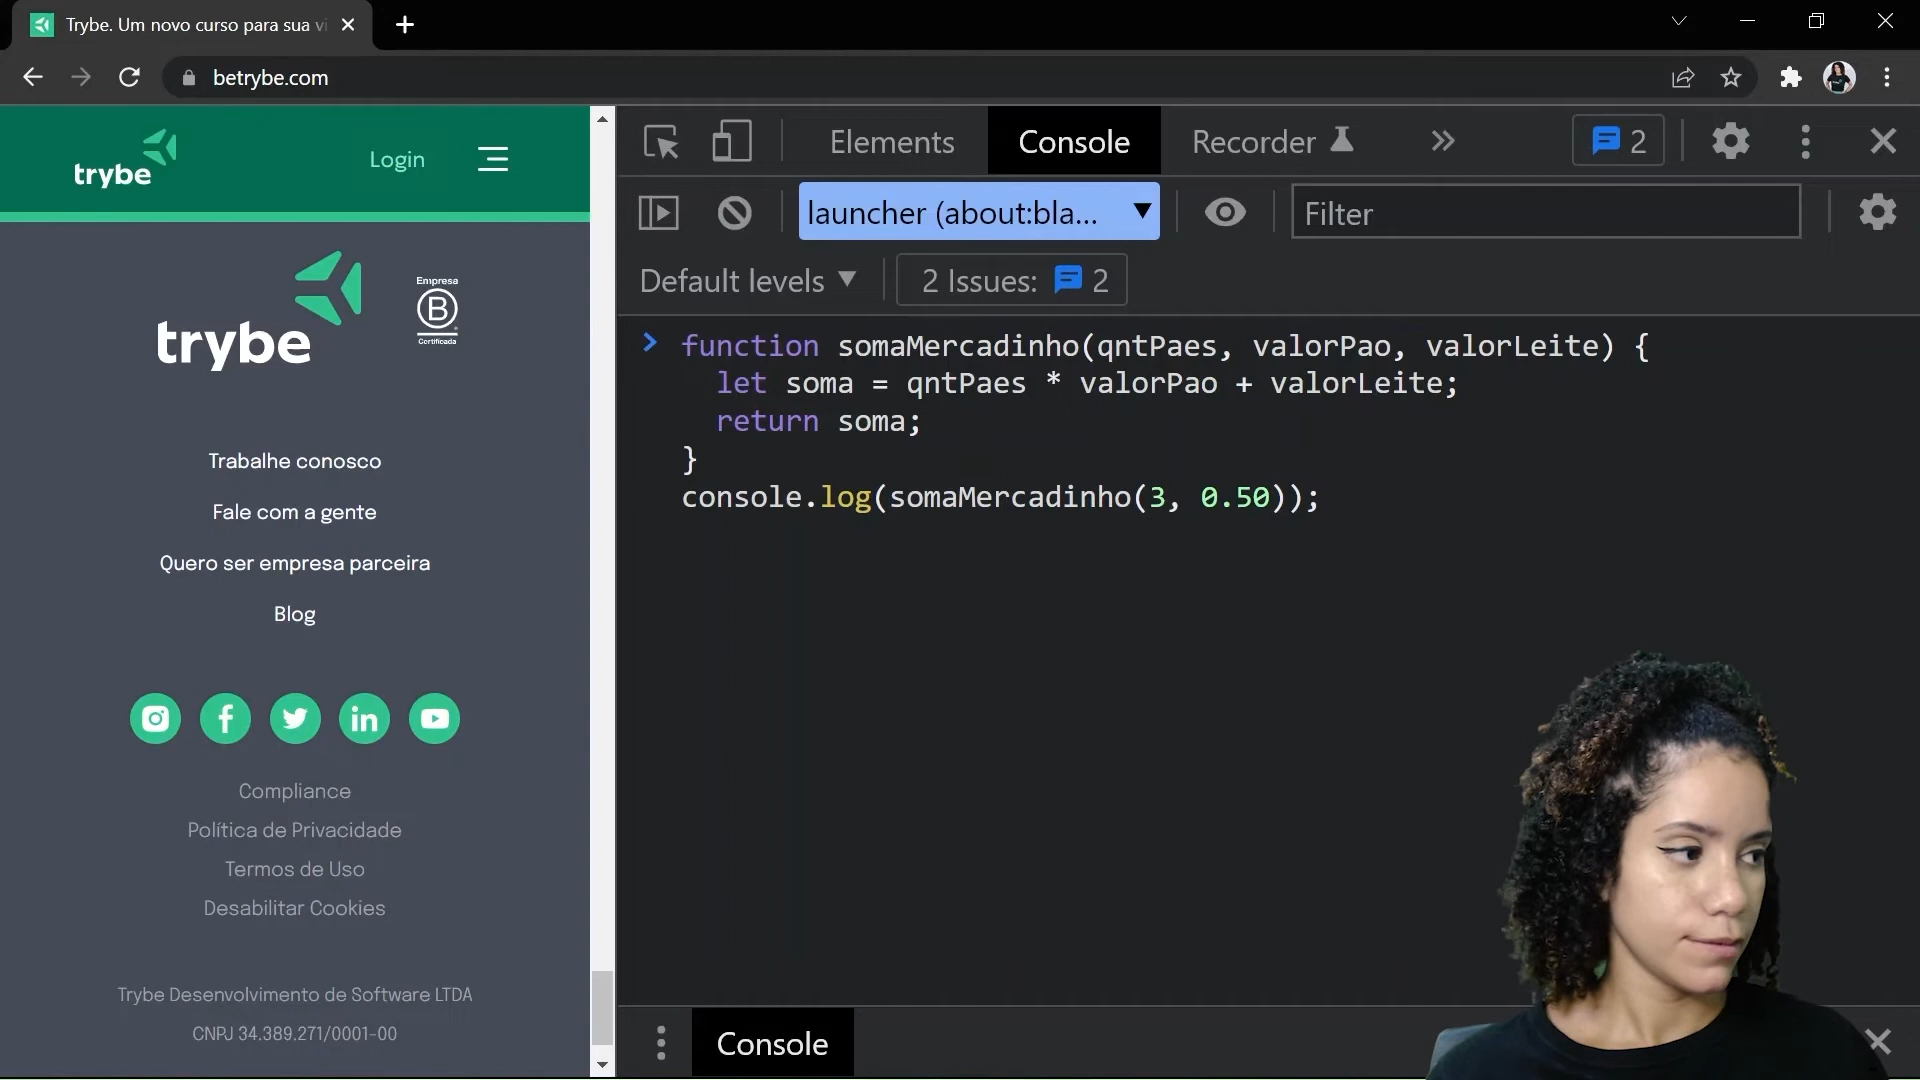 Trybe. Um novo curso para sua vi
betrybe.com
trybe
Login
trybe
Empresa
B
Certificada
Trabalhe conosco
Fale com a gente
Quero ser empresa parceira
Blog
Compliance
Política de Privacidade
Termos de Uso
Desabilitar Cookies
Trybe Desenvolvimento de Software LTDA
CNPJ 34.389.271/0001-00
Elements
Console
Recorder
2
launcher (about:bla...
Filter
Default levels
2 Issues: 2
function somaMercadinho(qntPaes, valorPao, valorLeite) {
let soma = qntPaes * valorPao + valorLeite;
return soma;
}
console.log(somaMercadinho(3, 0.50));
Console